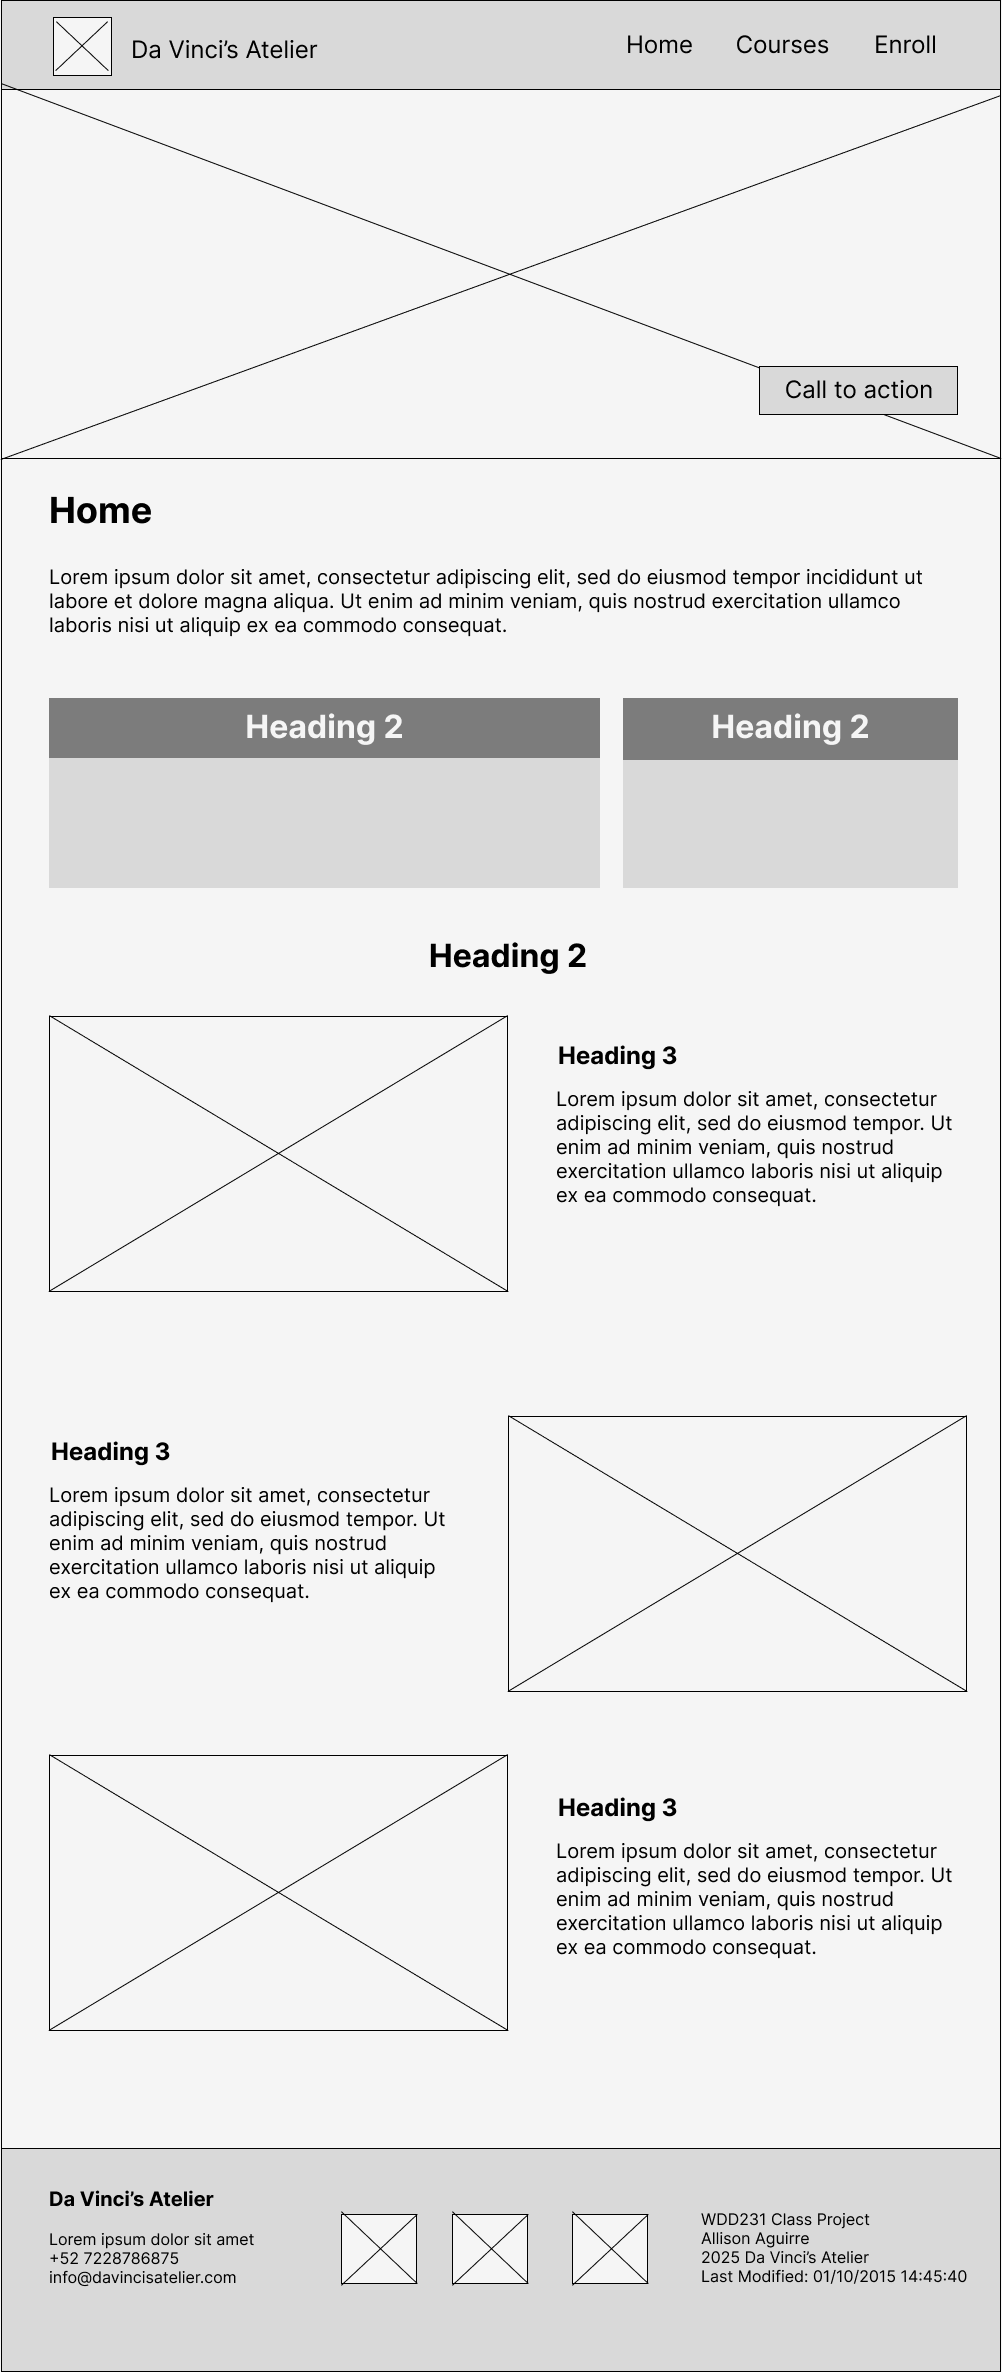 Da Vinci’s Atelier
Home
Courses
Enroll
Call to action
Home
Lorem ipsum dolor sit amet, consectetur adipiscing elit, sed do eiusmod tempor incididunt ut
labore et dolore magna aliqua. Ut enim ad minim veniam, quis nostrud exercitation ullamco
laboris nisi ut aliquip ex ea commodo consequat.
Heading 2
Heading 2
Heading 2
Heading 3
Lorem ipsum dolor sit amet, consectetur
adipiscing elit, sed do eiusmod tempor. Ut
enim ad minim veniam, quis nostrud
exercitation ullamco laboris nisi ut aliquip
ex ea commodo consequat.
Heading 3
Lorem ipsum dolor sit amet, consectetur
adipiscing elit, sed do eiusmod tempor. Ut
enim ad minim veniam, quis nostrud
exercitation ullamco laboris nisi ut aliquip
ex ea commodo consequat.
Heading 3
Lorem ipsum dolor sit amet, consectetur
adipiscing elit, sed do eiusmod tempor. Ut
enim ad minim veniam, quis nostrud
exercitation ullamco laboris nisi ut aliquip
ex ea commodo consequat.
Da Vinci’s Atelier
Lorem ipsum dolor sit amet
+52 7228786875
info@davincisatelier.com
WDD231 Class Project
Allison Aguirre
2025 Da Vinci’s Atelier
Last Modified: 01/10/2015 14:45:40